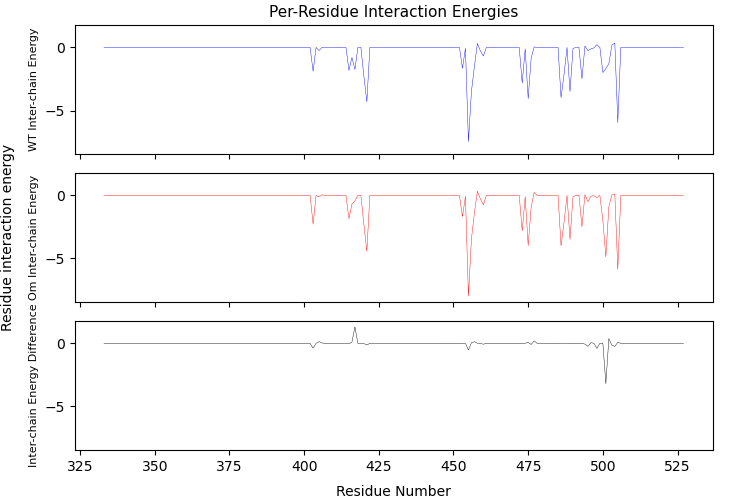 Per-Residue Interaction Energies
Residue interaction energy
WT Inter-chain Energy
0
−5
Om Inter-chain Energy
0
−5
Inter-chain Energy Difference
0
−5
325 350 375 400 425 450 475 500 525
Residue Number